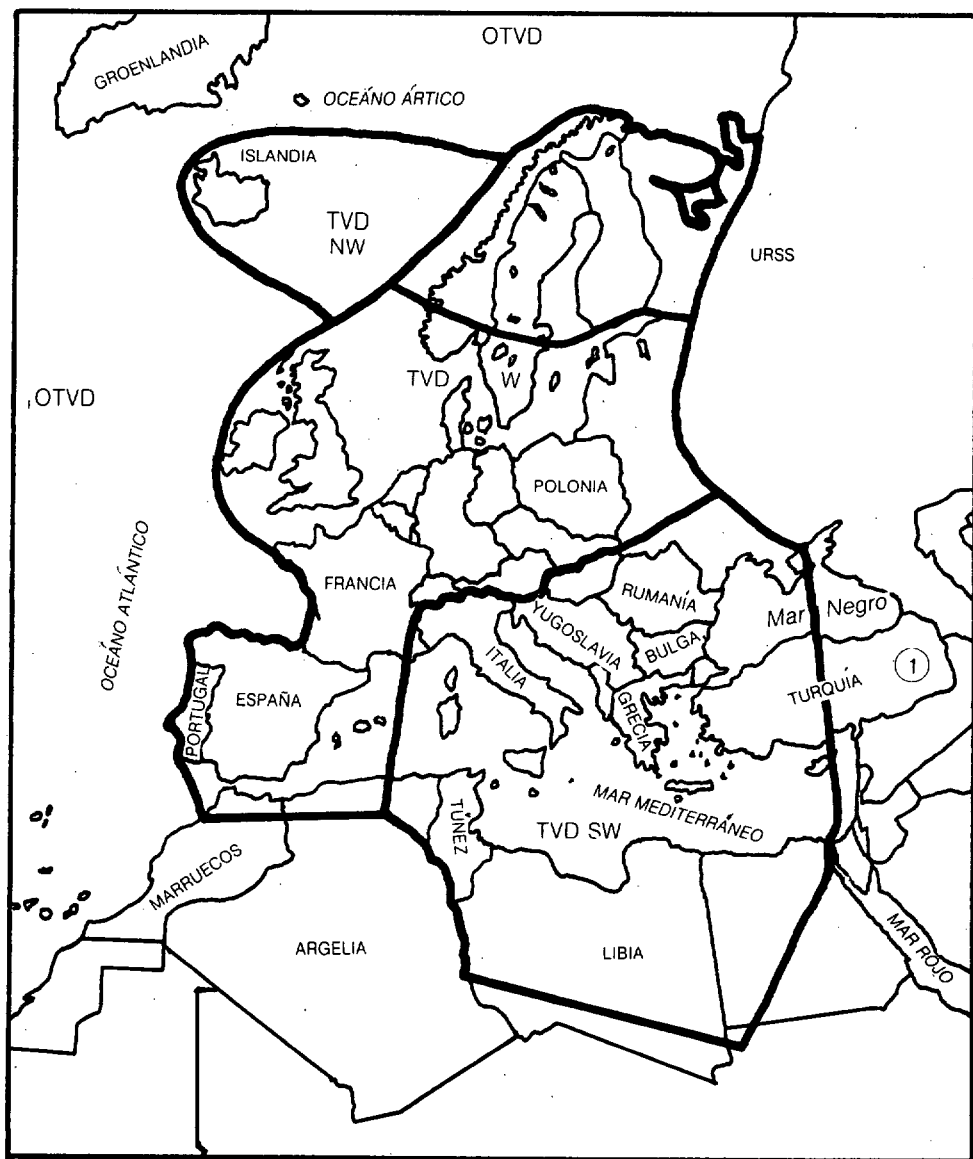 OTVD
GROENLANDIA
OCEÁNO ÁRTICO
ISLANDIA
TVD
NW
URSS
OTVD
TVD W
POLONIA
OCEÁNO ATLÁNTICO
FRANCIA
RUMANÍA
Mar Negro
YUGOSLAVIA
BULGA.
ITALIA
1
TURQUÍA
PORTUGAL
ESPAÑA
GRECIA
MAR MEDITERRÁNEO
TÚNEZ
TVD SW
MARRUECOS
ARGELIA
LIBIA
MAR ROJO